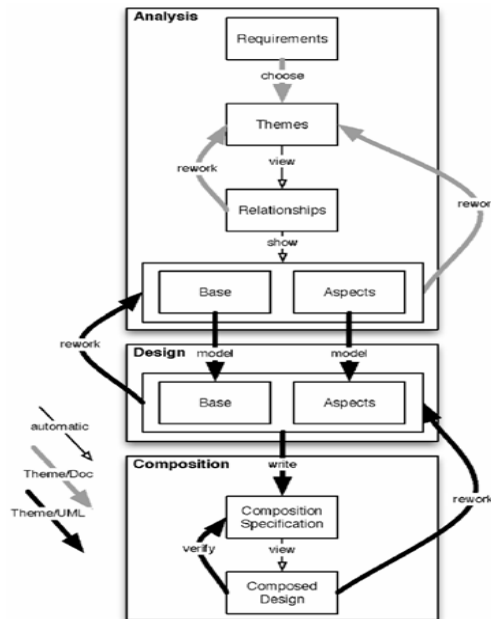 Analysis
Requirements
choose
Themes
rework
view
Relationships
rework
show
Base
Aspects
rework
model
model
Design
Base
Aspects
automatic
Theme/Doc
Theme/UML
write
Composition
Composition
Specification
rework
verify
view
Composed
Design